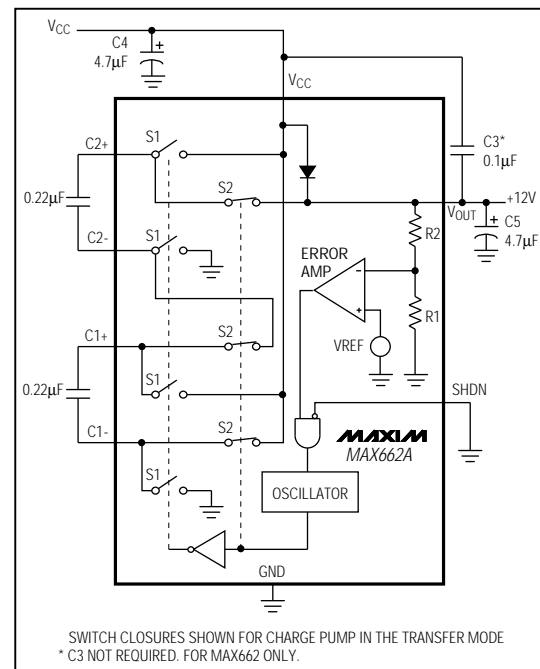 VCC
C4
4.7µF
+
VCC
C2+
S1
C3*
0.1µF
0.22µF
S2
+12V
VOUT
+
C5
4.7µF
C2-
S1
R2
ERROR
AMP
-
+
C1+
S2
R1
VREF
0.22µF
S1
SHDN
C1-
S2
MAXIM
MAX662A
S1
OSCILLATOR
GND
SWITCH CLOSURES SHOWN FOR CHARGE PUMP IN THE TRANSFER MODE
* C3 NOT REQUIRED. FOR MAX662 ONLY.